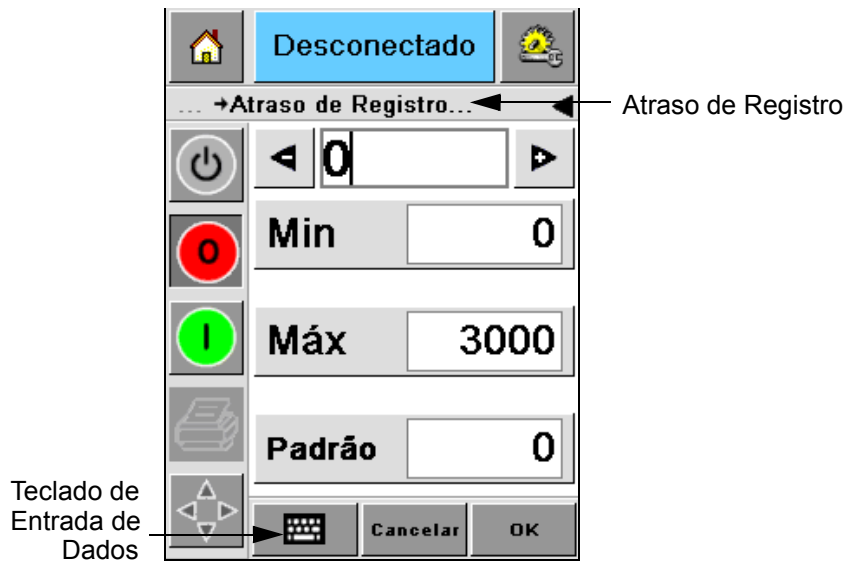 Desconectado
... →Atraso de Registro...
Atraso de Registro
0
Min 0
0
I
Máx 3000
Padrão 0
Teclado de
Entrada de
Dados
Cancelar
OK